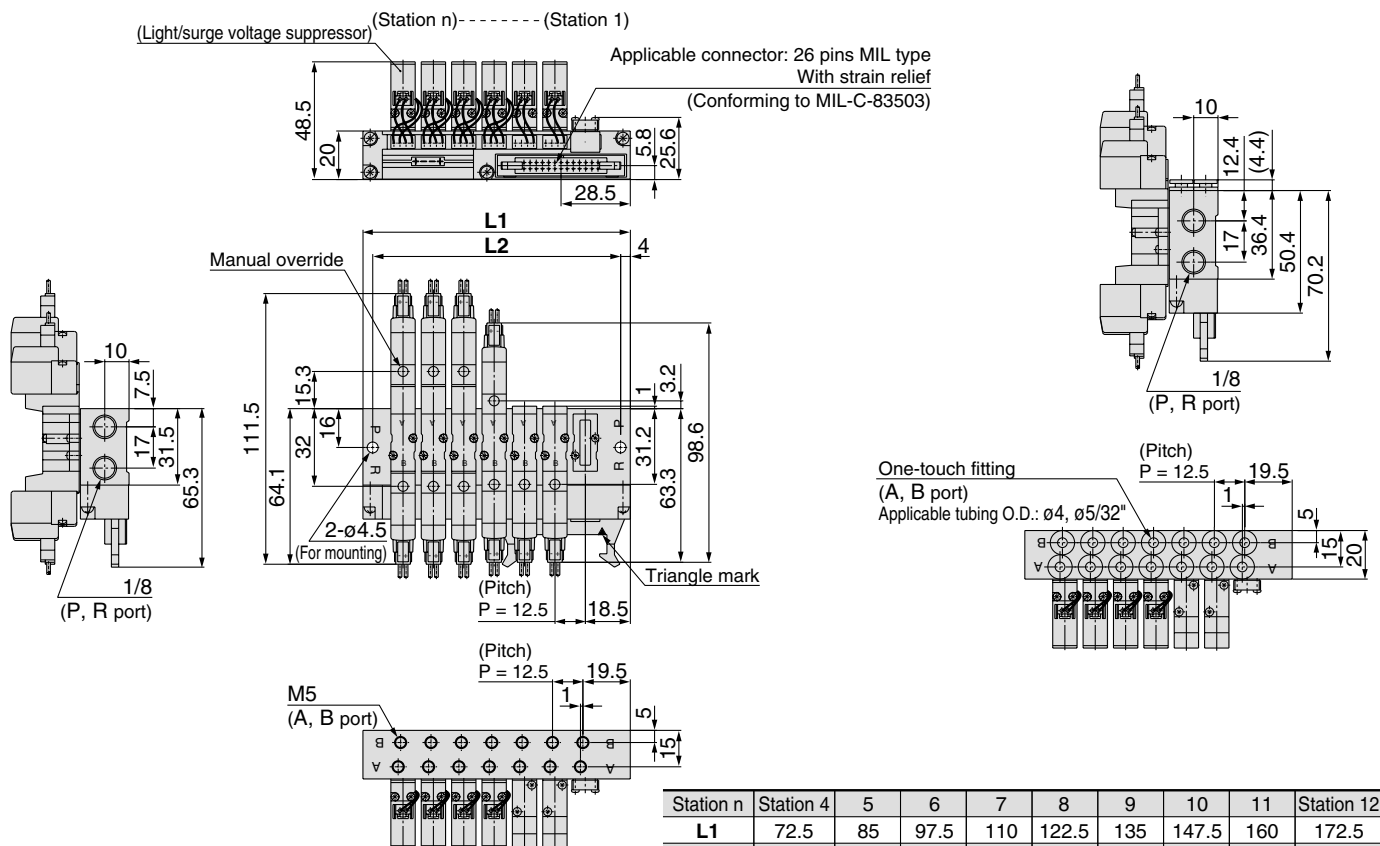 (Station n)- - - - - - -(Station 1)
(Light/surge voltage suppressor)
Applicable connector: 26 pins MIL type
With strain relief
(Conforming to MIL-C-83503)
48.5
20
5.8
25.6
28.5
L1
L2
4
Manual override
111.5
15.3
64.1
32
16
P
R
A
A
A
A
A
A
B
B
B
B
B
B
P
R
1
3.2
31.2
63.3
98.6
2-ø4.5
(For mounting)
Triangle mark
(Pitch)
P = 12.5
18.5
10
7.5
17
31.5
65.3
1/8
(P, R port)
10
12.4
(4.4)
17
36.4
50.4
70.2
1/8
(P, R port)
One-touch fitting
(A, B port)
Applicable tubing O.D.: ø4, ø5/32"
(Pitch)
P = 12.5
19.5
1
5
15
20
B
B
A
A
(Pitch)
P = 12.5
19.5
1
5
15
M5
(A, B port)
B
B
A
A
Station n Station 4 5 6 7 8 9 10 11 Station 12
L1 72.5 85 97.5 110 122.5 135 147.5 160 172.5